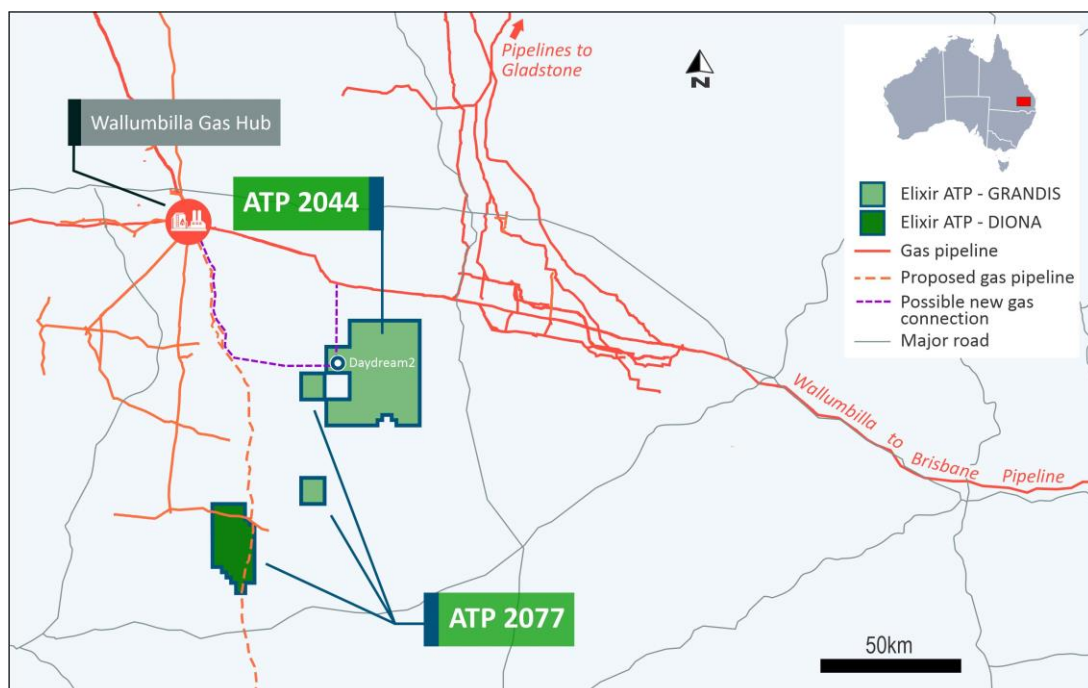 Pipelines to
Gladstone
N
Wallumbilla Gas Hub
ATP 2044
Elixir ATP - GRANDIS
Elixir ATP - DIONA
Gas pipeline
Proposed gas pipeline
Possible new gas
connection
Major road
Daydream2
Wallumbilla to Brisbane Pipeline
ATP 2077
50km